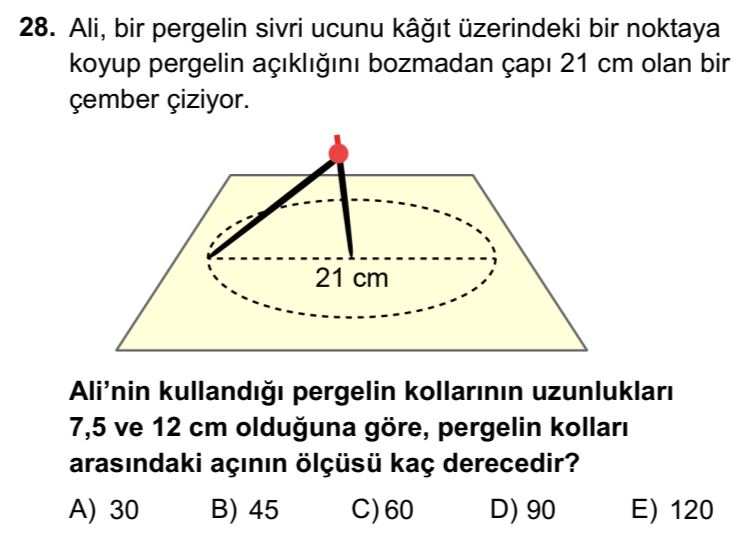 28. Ali, bir pergelin sivri ucunu kâğıt üzerindeki bir noktaya
koyup pergelin açıklığını bozmadan çapı 21 cm olan bir
çember çiziyor.
21 cm
Ali’nin kullandığı pergelin kollarının uzunlukları
7,5 ve 12 cm olduğuna göre, pergelin kolları
arasındaki açının ölçüsü kaç derecedir?
A) 30 B) 45 C) 60 D) 90 E) 120